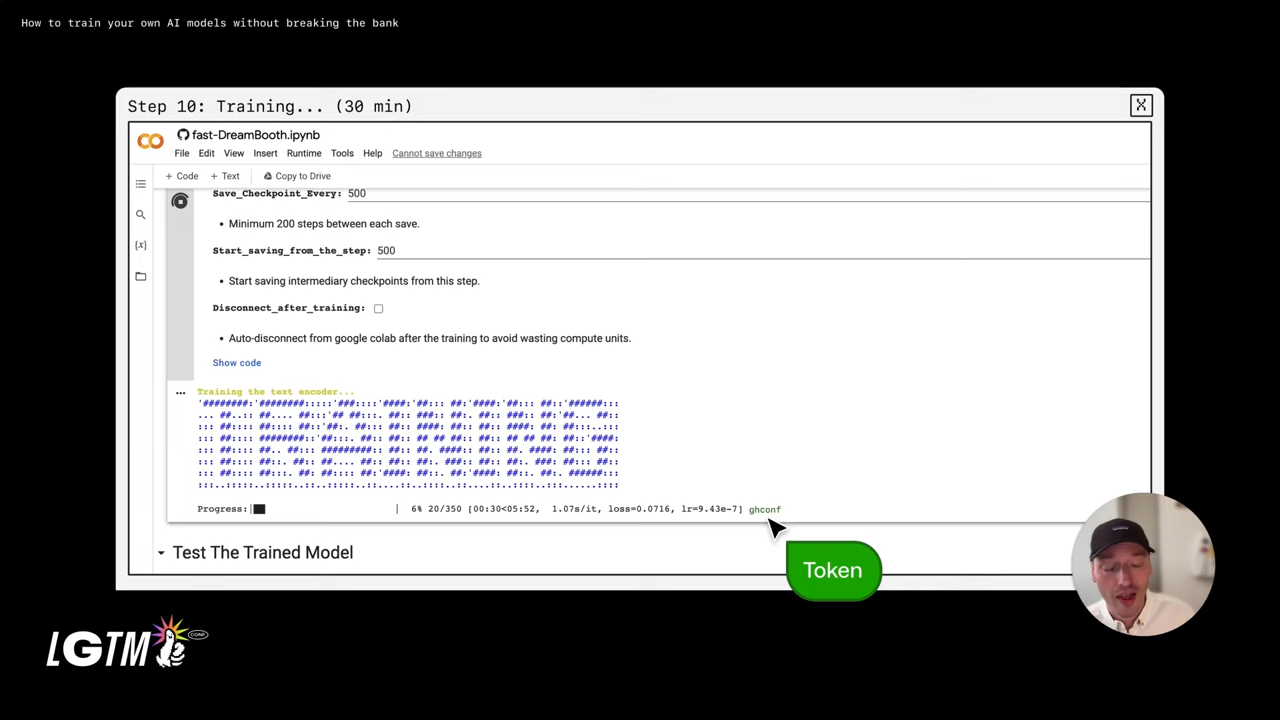 How to train your own AI models without breaking the bank
Step 10: Training... (30 min)
X
CO
fast-DreamBooth.ipynb
File Edit View Insert Runtime Tools Help Cannot save changes
+ Code + Text Copy to Drive
Save_Checkpoint_Every: 500
• Minimum 200 steps between each save.
{x}
Start_saving_from_the_step: 500
• Start saving intermediary checkpoints from this step.
Disconnect_after_training:
• Auto-disconnect from google colab after the training to avoid wasting compute units.
Show code
Training the text encoder...
TRAINING
Progress:| | 6% 20/350 [00:30<05:52, 1.07s/it, loss=0.0716, lr=9.43e-7] ghconf
Test The Trained Model
Token
LGTM
CONF